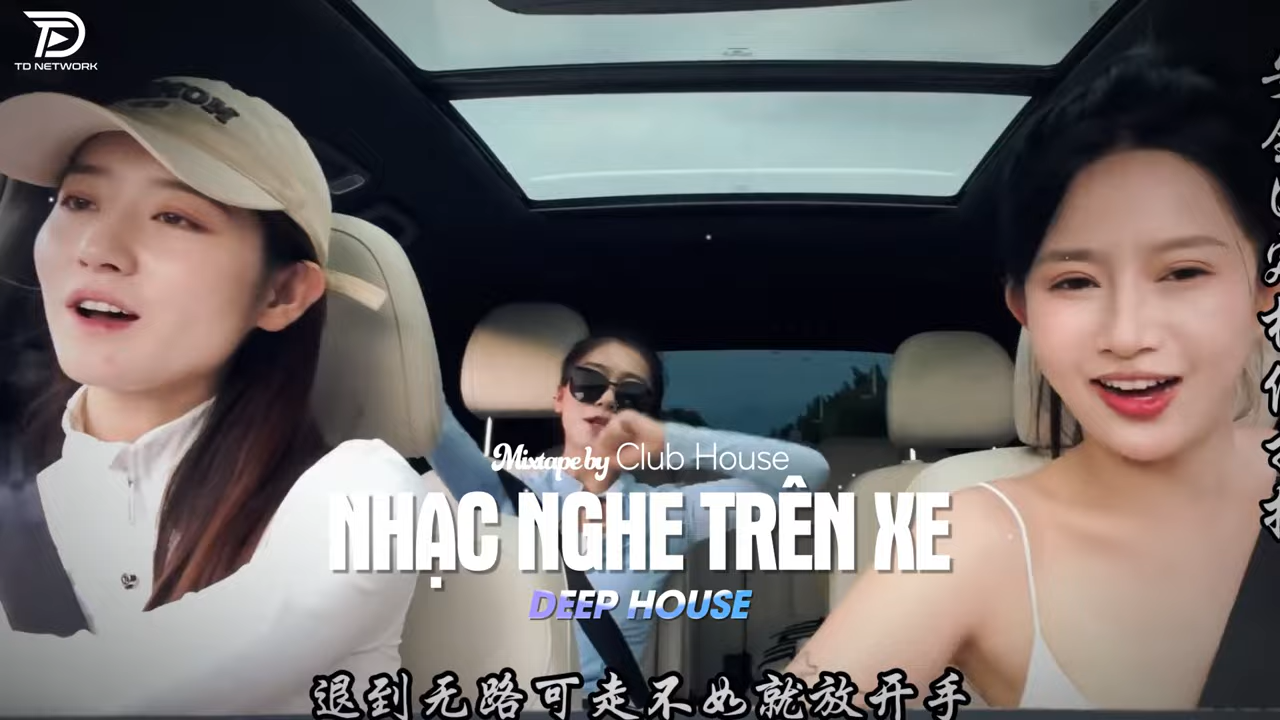 TD NETWORK
Mixtape by Club House
NHẠC NGHE TRÊN XE
DEEP HOUSE
退到无路可走不如就放开手